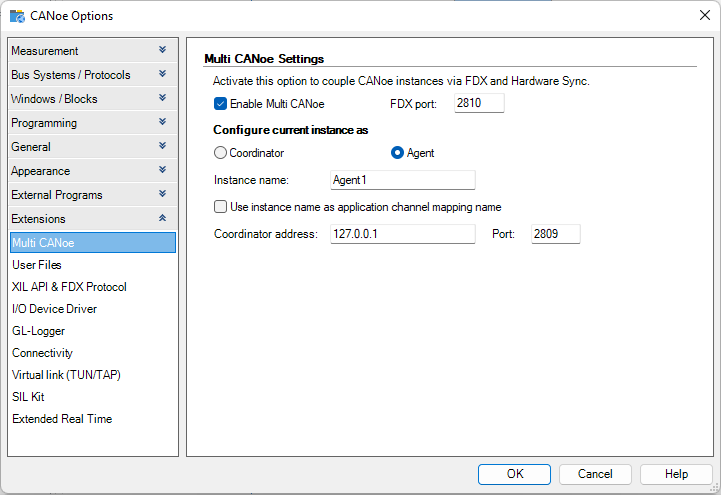 CANoe Options
Measurement
Bus Systems / Protocols
Windows / Blocks
Programming
General
Appearance
External Programs
Extensions
Multi CANoe
User Files
XIL API & FDX Protocol
I/O Device Driver
GL-Logger
Connectivity
Virtual link (TUN/TAP)
SIL Kit
Extended Real Time
Multi CANoe Settings
Activate this option to couple CANoe instances via FDX and Hardware Sync.
Enable Multi CANoe FDX port: 2810
Configure current instance as
Coordinator Agent
Instance name: Agent1
Use instance name as application channel mapping name
Coordinator address: 127.0.0.1 Port: 2809
OK Cancel Help